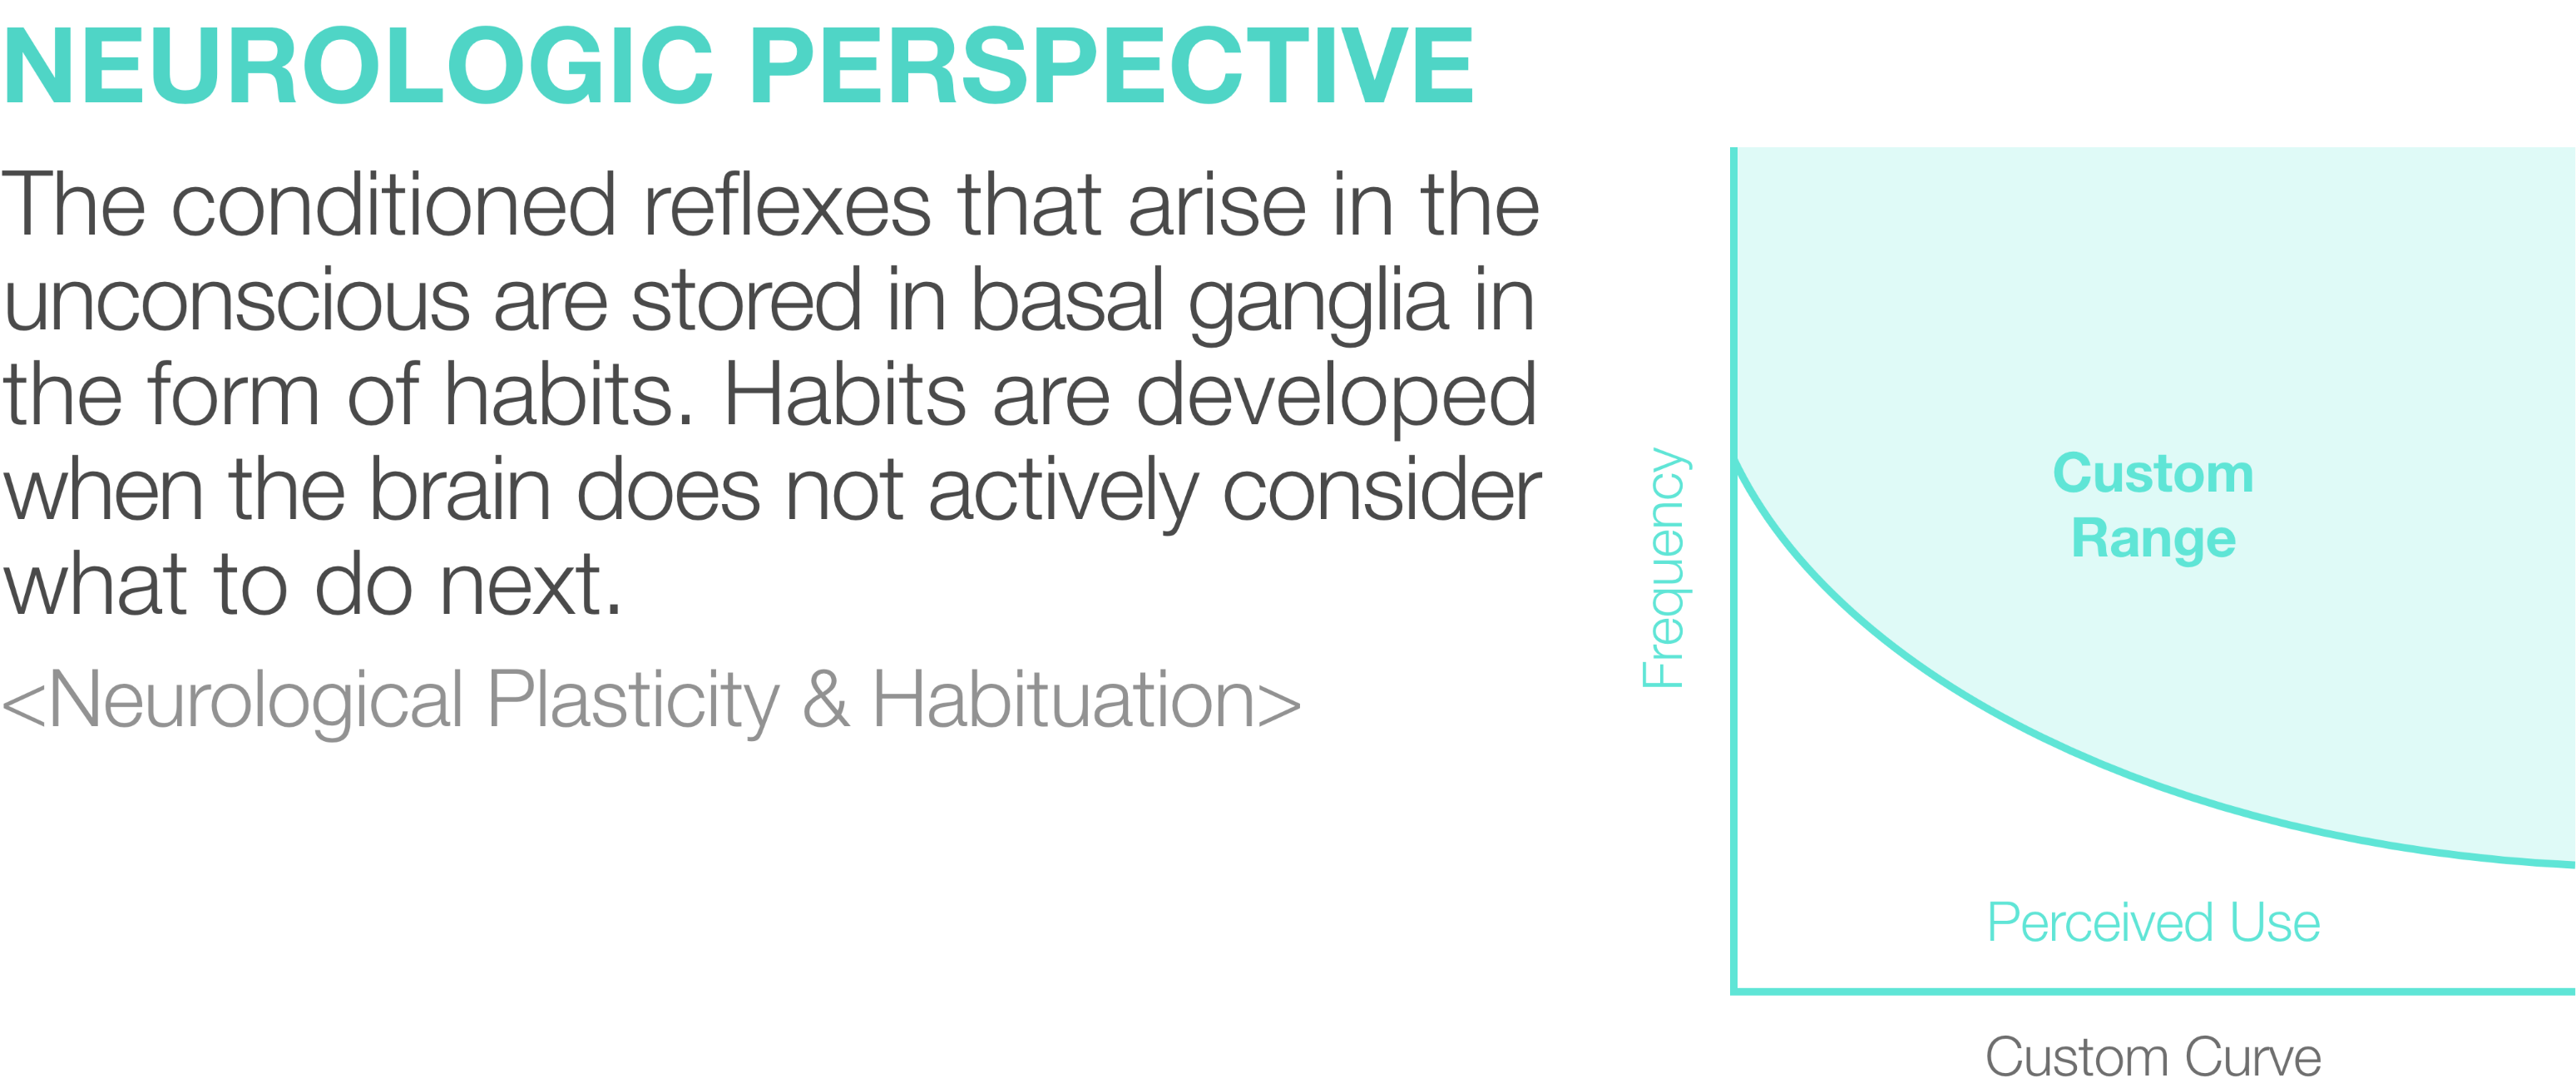 NEUROLOGIC PERSPECTIVE
The conditioned reflexes that arise in the
unconscious are stored in basal ganglia in
the form of habits. Habits are developed
when the brain does not actively consider
what to do next.
<Neurological Plasticity & Habituation>
Frequency
Custom
Range
Perceived Use
Custom Curve